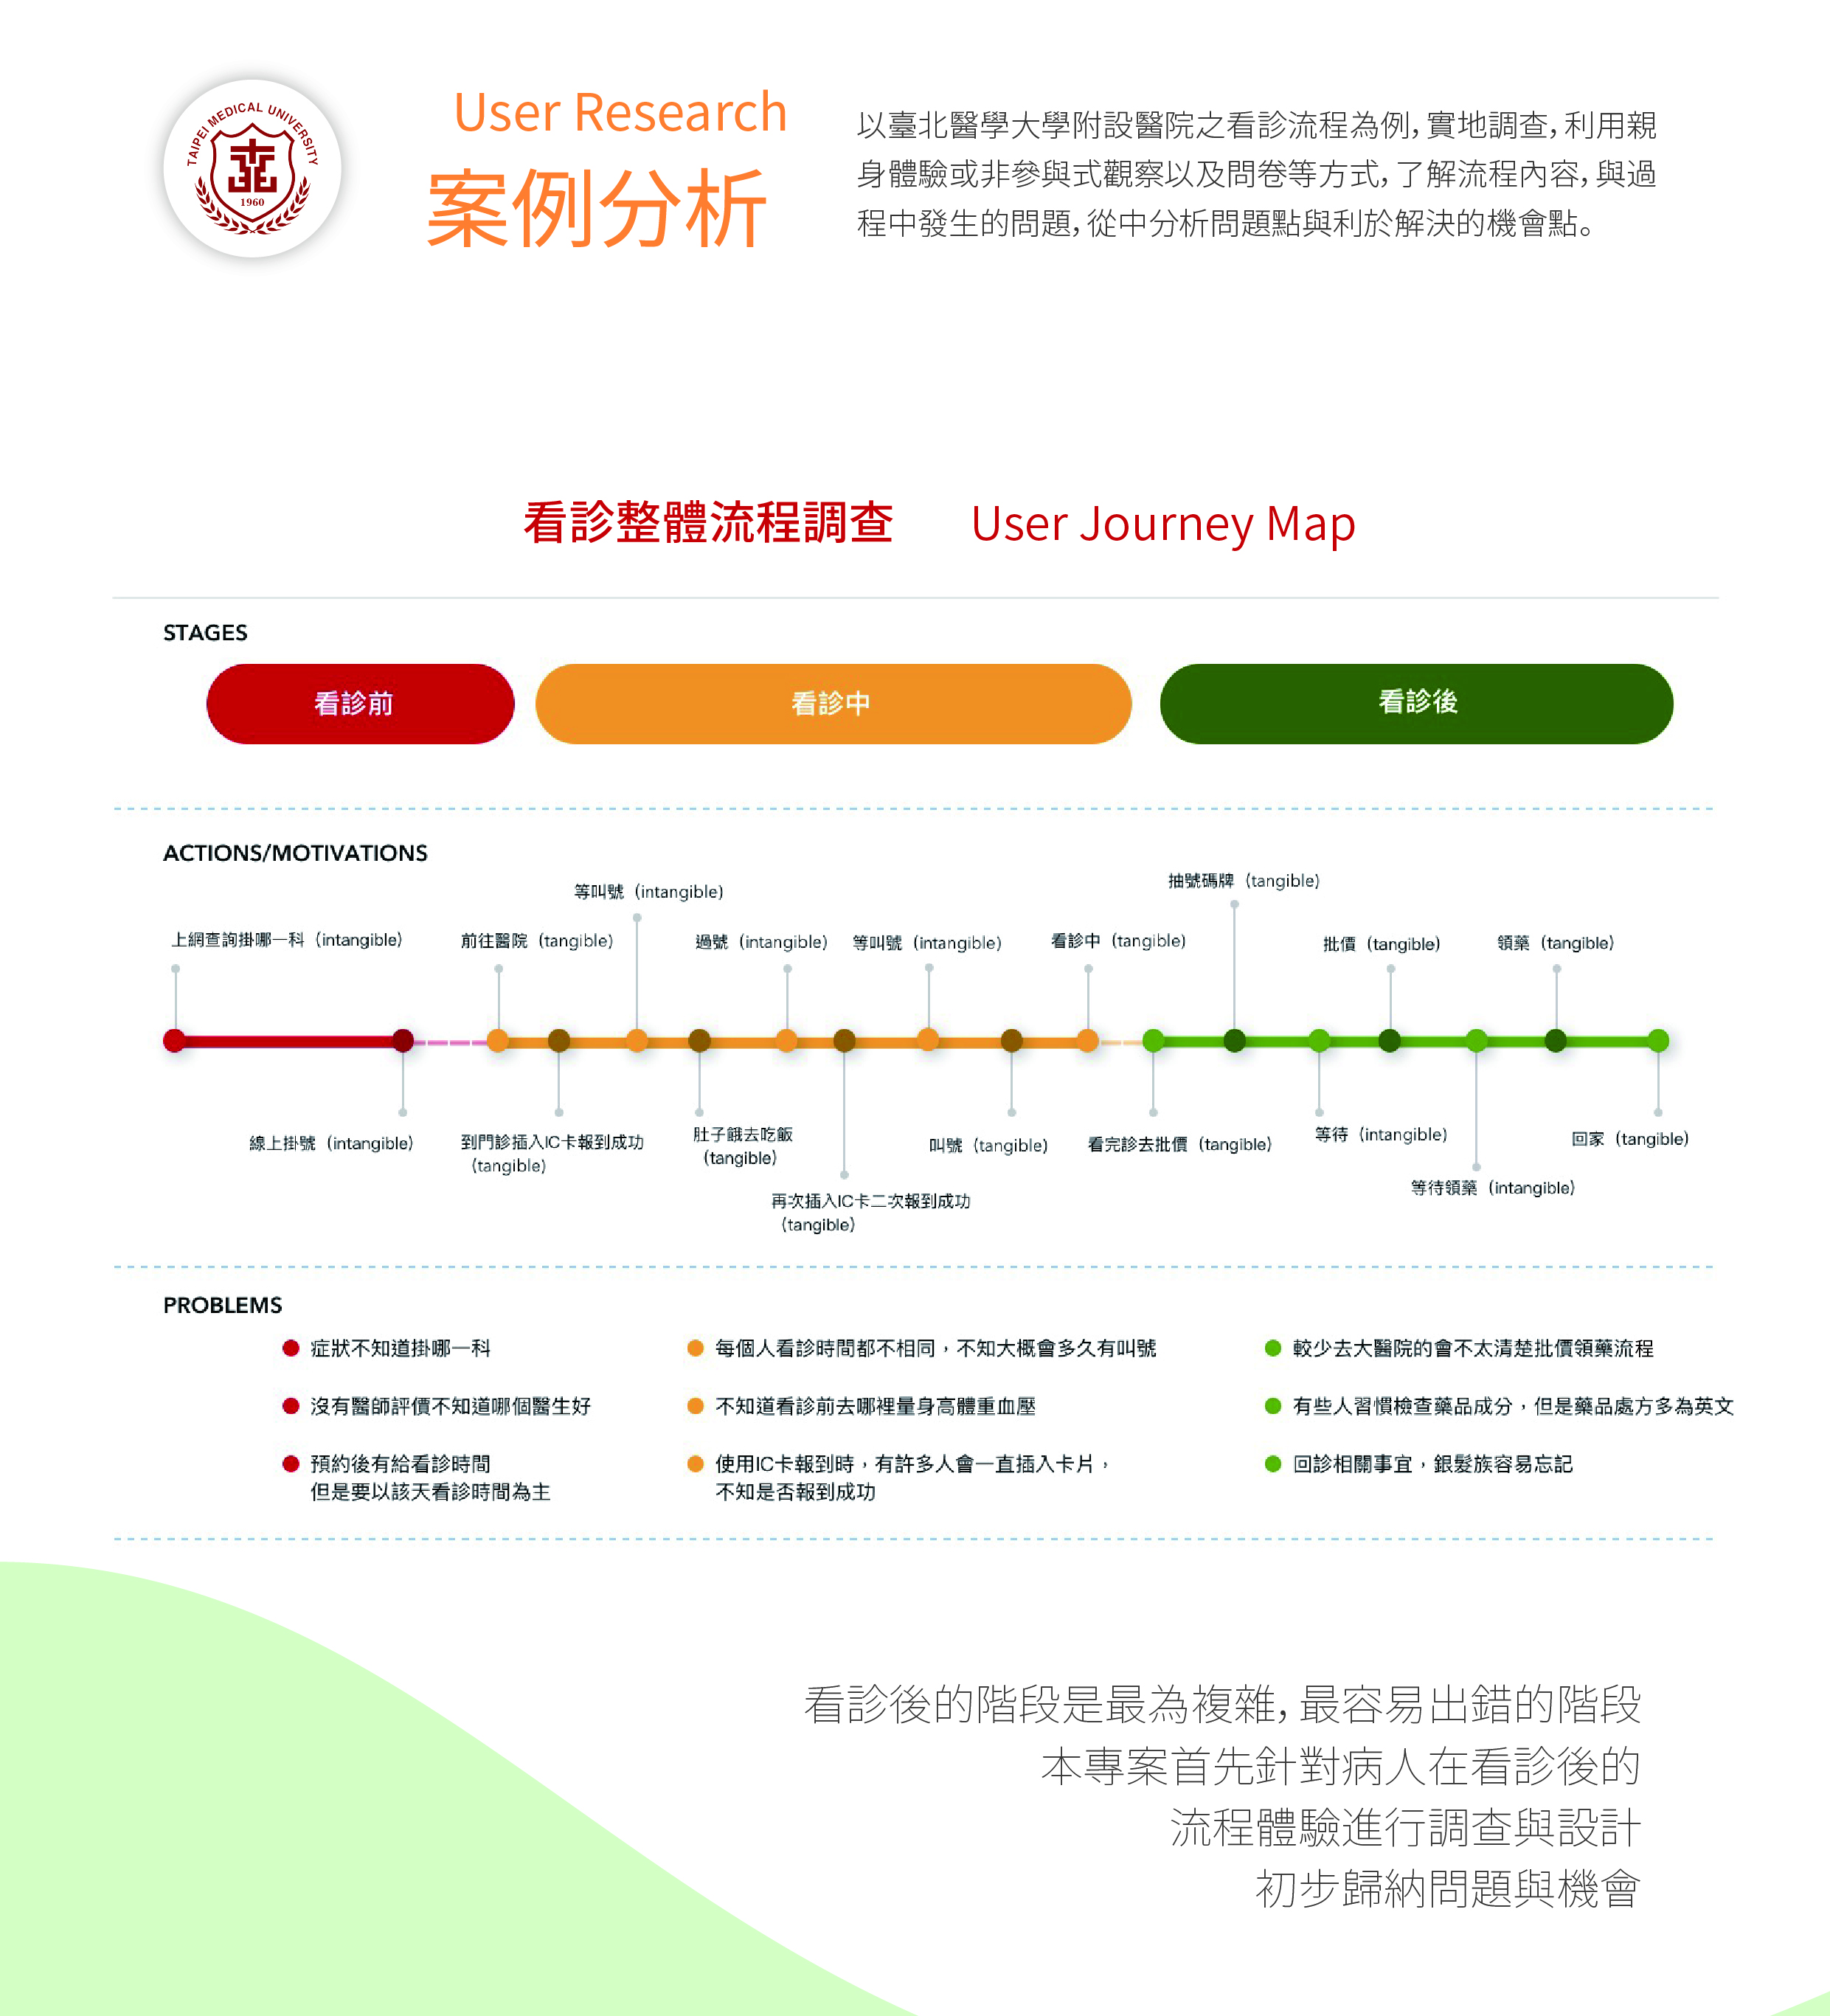 TAIPEI MEDICAL UNIVERSITY
1960
User Research
案例分析
以臺北醫學大學附設醫院之看診流程為例，實地調查，利用親
身體驗或非參與式觀察以及問卷等方式，了解流程內容，與過
程中發生的問題，從中分析問題點與利於解決的機會點。
看診整體流程調查 User Journey Map
STAGES
看診前
看診中
看診後
ACTIONS/MOTIVATIONS
上網查詢掛哪一科（intangible）
線上掛號（intangible）
前往醫院（tangible）
到門診插入IC卡報到成功
（tangible）
等叫號（intangible）
肚子餓去吃飯
（tangible）
過號（intangible）
再次插入IC卡二次報到成功
（tangible）
等叫號（intangible）
叫號（tangible）
看診中（tangible）
看完診去批價（tangible）
抽號碼牌（tangible）
等待（intangible）
批價（tangible）
等待領藥（intangible）
領藥（tangible）
回家（tangible）
PROBLEMS
症狀不知道掛哪一科
沒有醫師評價不知道哪個醫生好
預約後有給看診時間
但是要以該天看診時間為主
每個人看診時間都不相同，不知大概會多久有叫號
不知道看診前去哪裡量身高體重血壓
使用IC卡報到時，有許多人會一直插入卡片，
不知是否報到成功
較少去大醫院的會不太清楚批價領藥流程
有些人習慣檢查藥品成分，但是藥品處方多為英文
回診相關事宜，銀髮族容易忘記
看診後的階段是最為複雜，最容易出錯的階段
本專案首先針對病人在看診後的
流程體驗進行調查與設計
初步歸納問題與機會